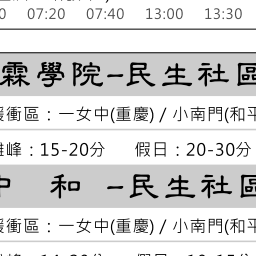 07:20 07:40 13:00 13:30
霖學院-民生社區
緩衝區：一女中(重慶) / 小南門(和平
離峰：15-20分 假日：20-30分
中 和 -民生社區
緩衝區：一女中(重慶) / 小南門(和平